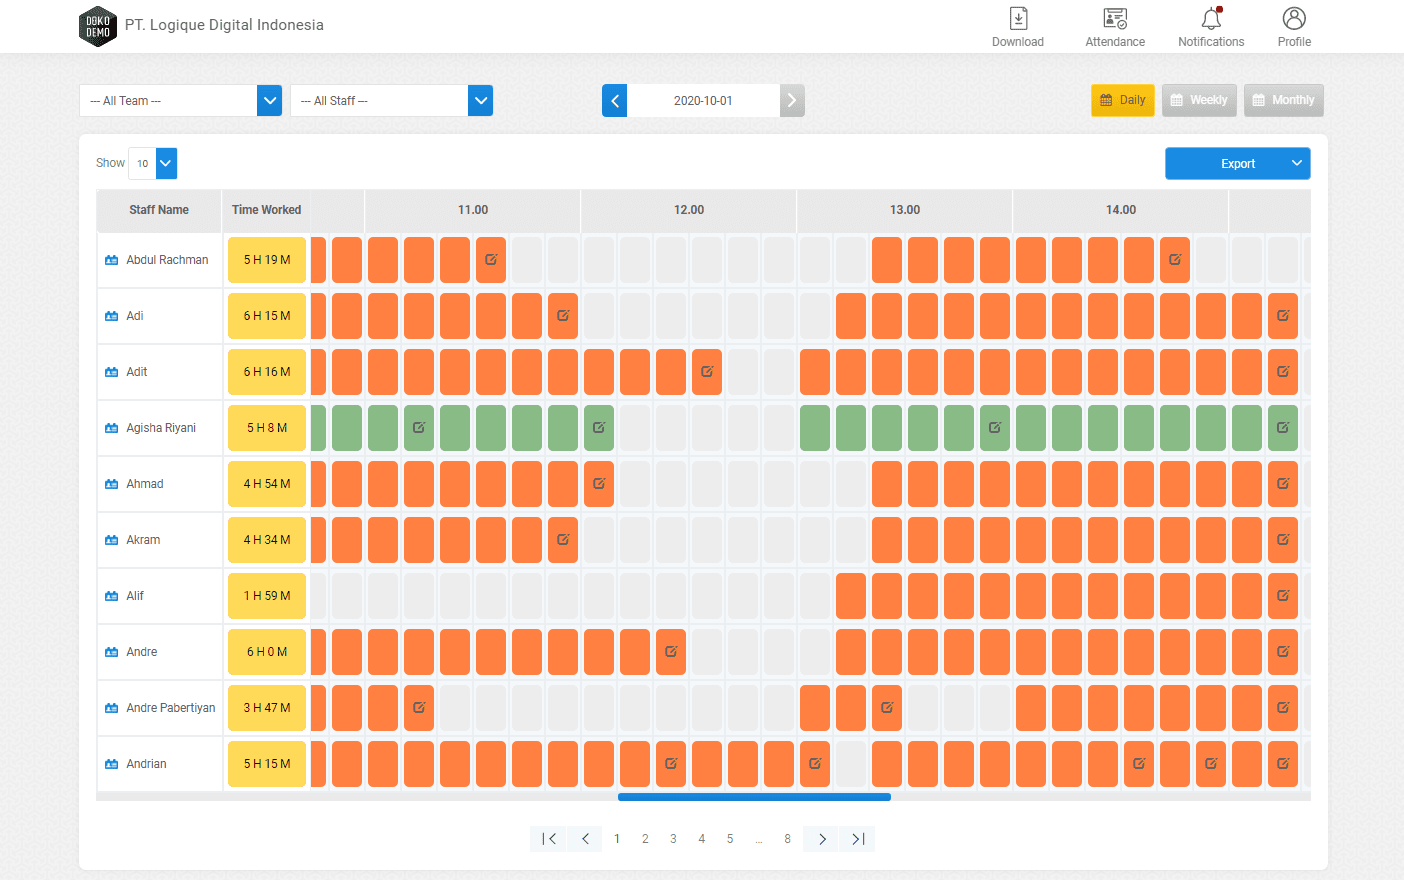 DOKO
DEMO
PT. Logique Digital Indonesia
Download
Attendance
Notifications
Profile
--- All Team ---
--- All Staff ---
2020-10-01
Daily
Weekly
Monthly
Show 10
Export
Staff Name
Time Worked
11.00
12.00
13.00
14.00
Abdul Rachman
5 H 19 M
Adi
6 H 15 M
Adit
6 H 16 M
Agisha Riyani
5 H 8 M
Ahmad
4 H 54 M
Akram
4 H 34 M
Alif
1 H 59 M
Andre
6 H 0 M
Andre Pabertiyan
3 H 47 M
Andrian
5 H 15 M
1 2 3 4 5 ... 8